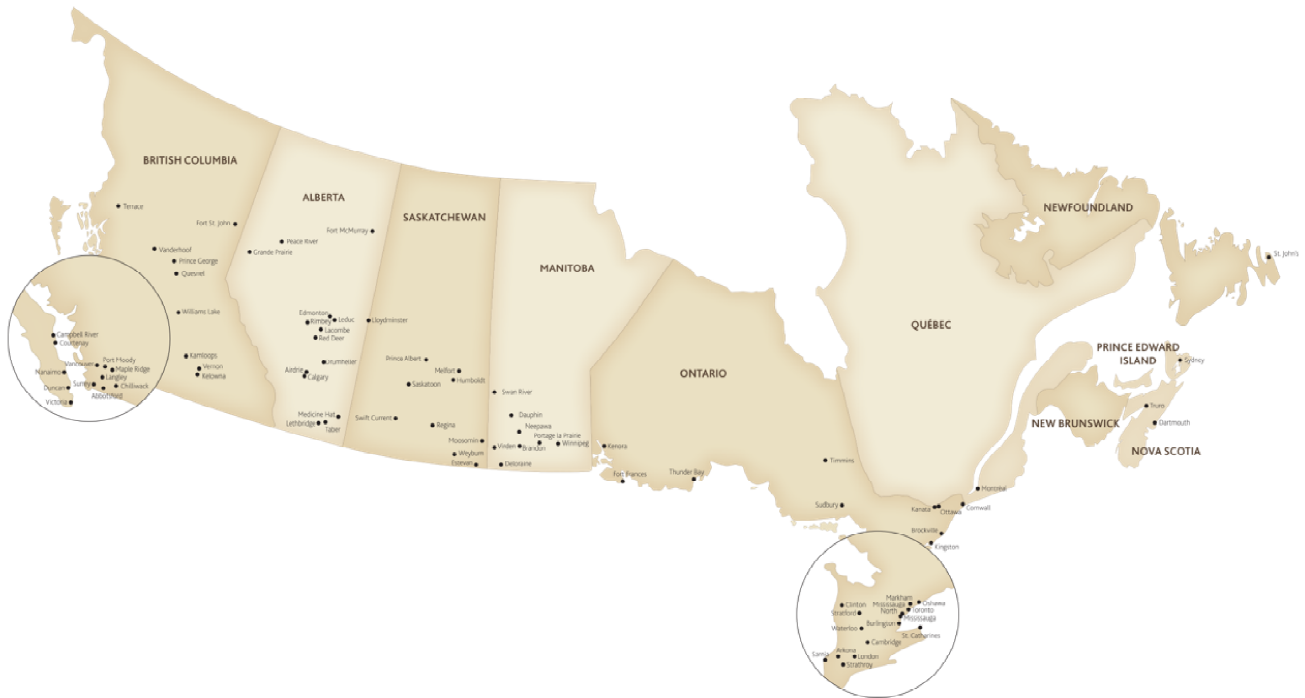 BRITISH COLUMBIA
Terrace
Fort St. John
Vanderhoof
Prince George
Quesnel
Williams Lake
Kamloops
Vernon
Kelowna
Campbell River
Courtenay
Vancouver
Port Moody
Nanaimo
Maple Ridge
Langley
Duncan
Surrey
Chilliwack
Abbotsford
Victoria
ALBERTA
Fort McMurray
Peace River
Grande Prairie
Edmonton
Leduc
Rimbey
Lacombe
Red Deer
Drumheller
Airdrie
Calgary
Medicine Hat
Lethbridge
Taber
SASKATCHEWAN
Lloydminster
Prince Albert
Melfort
Humboldt
Saskatoon
Swift Current
Regina
Moosomin
Weyburn
Estevan
MANITOBA
Swan River
Dauphin
Neepawa
Portage la Prairie
Virden
Brandon
Winnipeg
Deloraine
ONTARIO
Kenora
Fort Frances
Thunder Bay
Timmins
Sudbury
Kanata
Ottawa
Cornwall
Brockville
Kingston
Markham
Clinton
Mississauga
Oshawa
Stratford
North
Toronto
Mississauga
Burlington
Waterloo
St. Catharines
Cambridge
Sarnia
Arkona
London
Strathroy
QUÉBEC
Montréal
NEWFOUNDLAND
St. John's
PRINCE EDWARD
ISLAND
Sydney
NEW BRUNSWICK
Truro
Dartmouth
NOVA SCOTIA